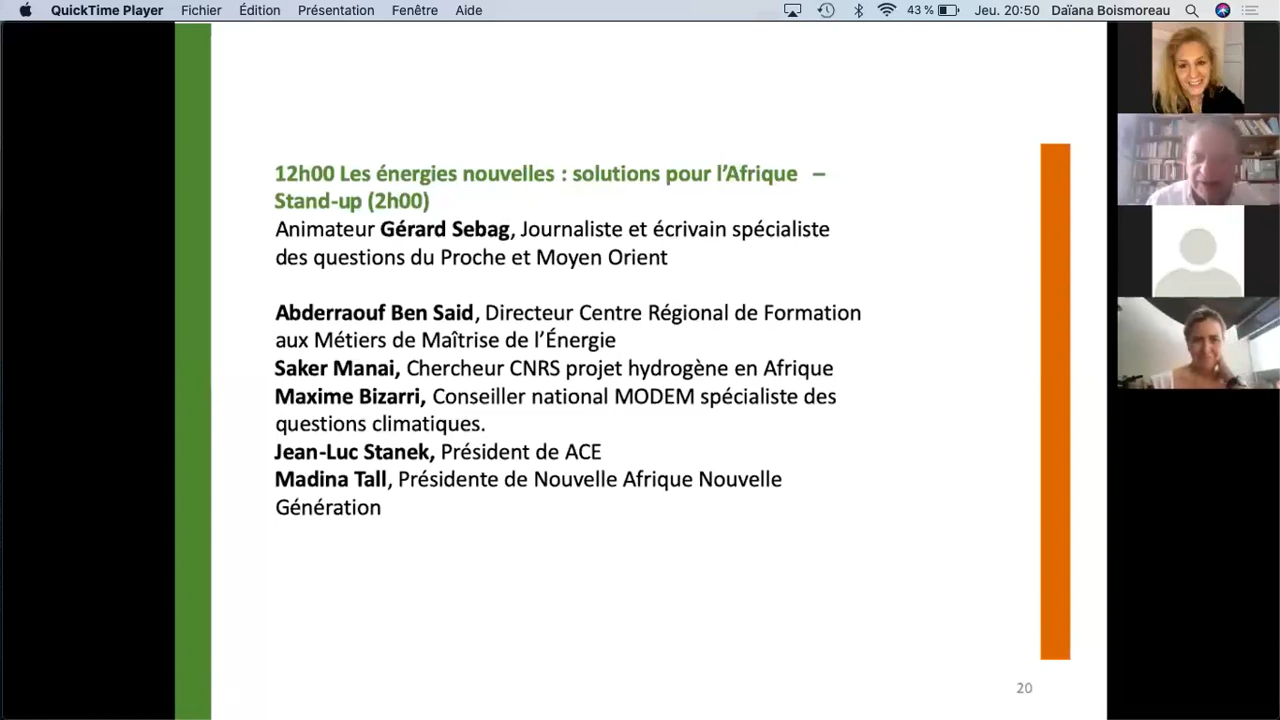 QuickTime Player Fichier Édition Présentation Fenêtre Aide 43 % Jeu. 20:50 Daïana Boismoreau
12h00 Les énergies nouvelles : solutions pour l’Afrique –
Stand-up (2h00)
Animateur Gérard Sebag, Journaliste et écrivain spécialiste
des questions du Proche et Moyen Orient
Abderraouf Ben Said, Directeur Centre Régional de Formation
aux Métiers de Maîtrise de l’Énergie
Saker Manai, Chercheur CNRS projet hydrogène en Afrique
Maxime Bizarri, Conseiller national MODEM spécialiste des
questions climatiques.
Jean-Luc Stanek, Président de ACE
Madina Tall, Présidente de Nouvelle Afrique Nouvelle
Génération
20